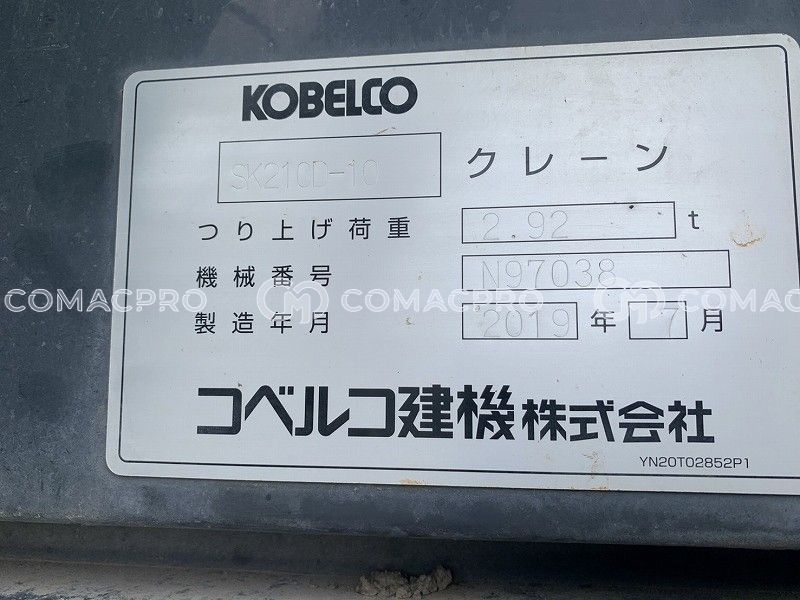 KOBELCO
SK210D-10 クレーン
つり上げ荷重 2.92 t
機械番号 N97038
製造年月 2019 年 7 月
コベルコ建機株式会社
YN20T02852P1
COMACPRO COMACPRO COMAC